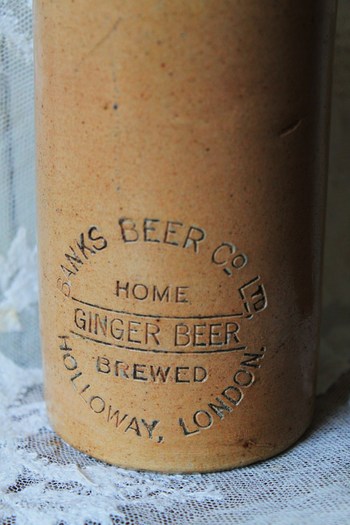 BANKS BEER Co LTD.
HOME
GINGER BEER
BREWED
HOLLOWAY, LONDON.